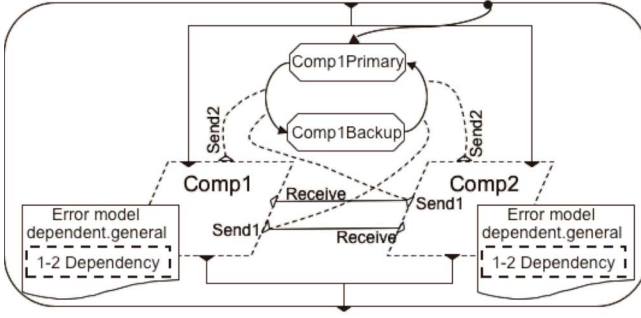 Comp1Primary
Comp1Backup
Send2
Send2
Comp1
Comp2
Receive
Send1
Send1
Receive
Error model
dependent.general
1-2 Dependency
Error model
dependent.general
1-2 Dependency